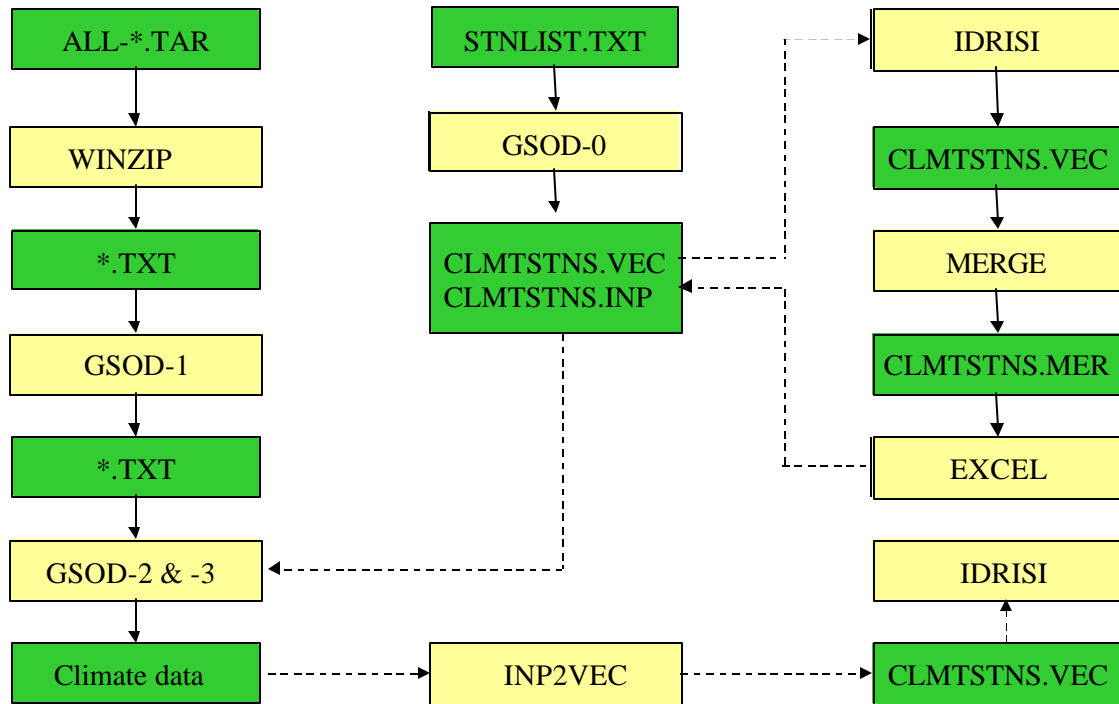 ALL-*.TAR
WINZIP
*.TXT
GSOD-1
*.TXT
GSOD-2 & -3
Climate data
STNLIST.TXT
GSOD-0
CLMTSTNS.VEC
CLMTSTNS.INP
INP2VEC
IDRISI
CLMTSTNS.VEC
MERGE
CLMTSTNS.MER
EXCEL
IDRISI
CLMTSTNS.VEC